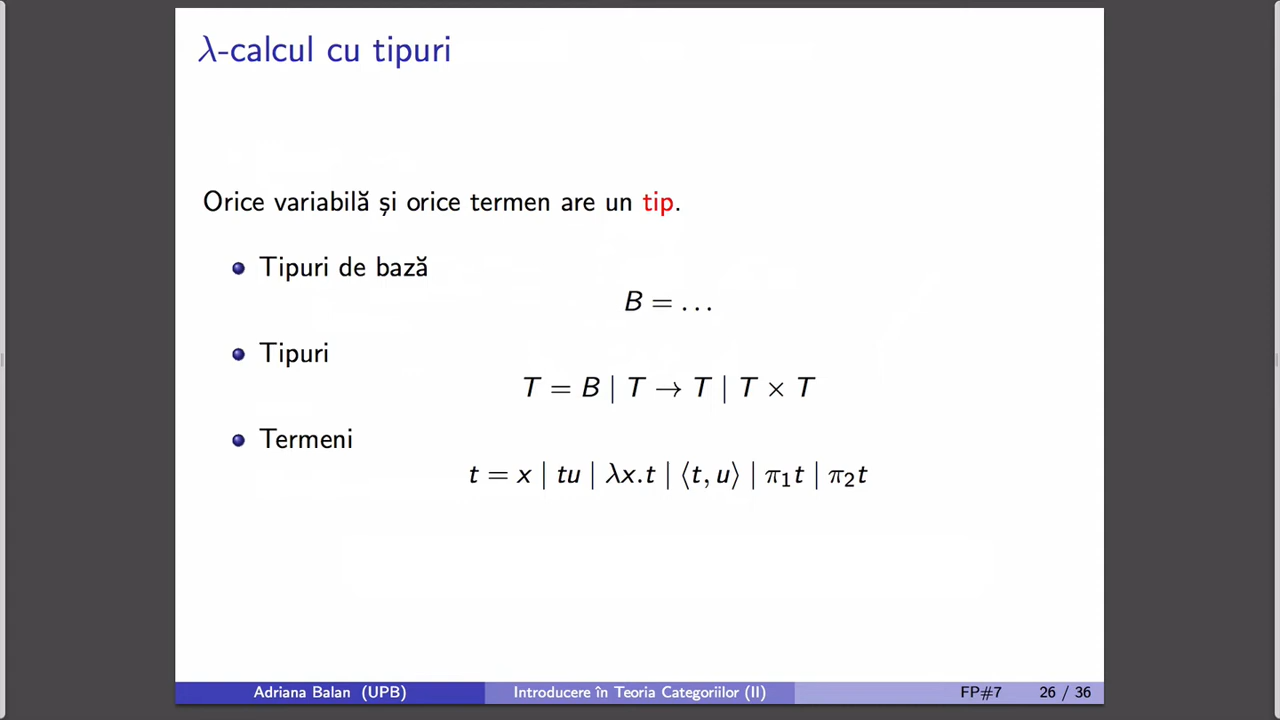 λ-calcul cu tipuri
Orice variabilă și orice termen are un tip.
Tipuri de bază
B = . . .
Tipuri
T = B | T → T | T × T
Termeni
t = x | tu | λx.t | ⟨t, u⟩ | π₁t | π₂t
Adriana Balan (UPB) Introducere în Teoria Categoriilor (II) FP#7 26 / 36